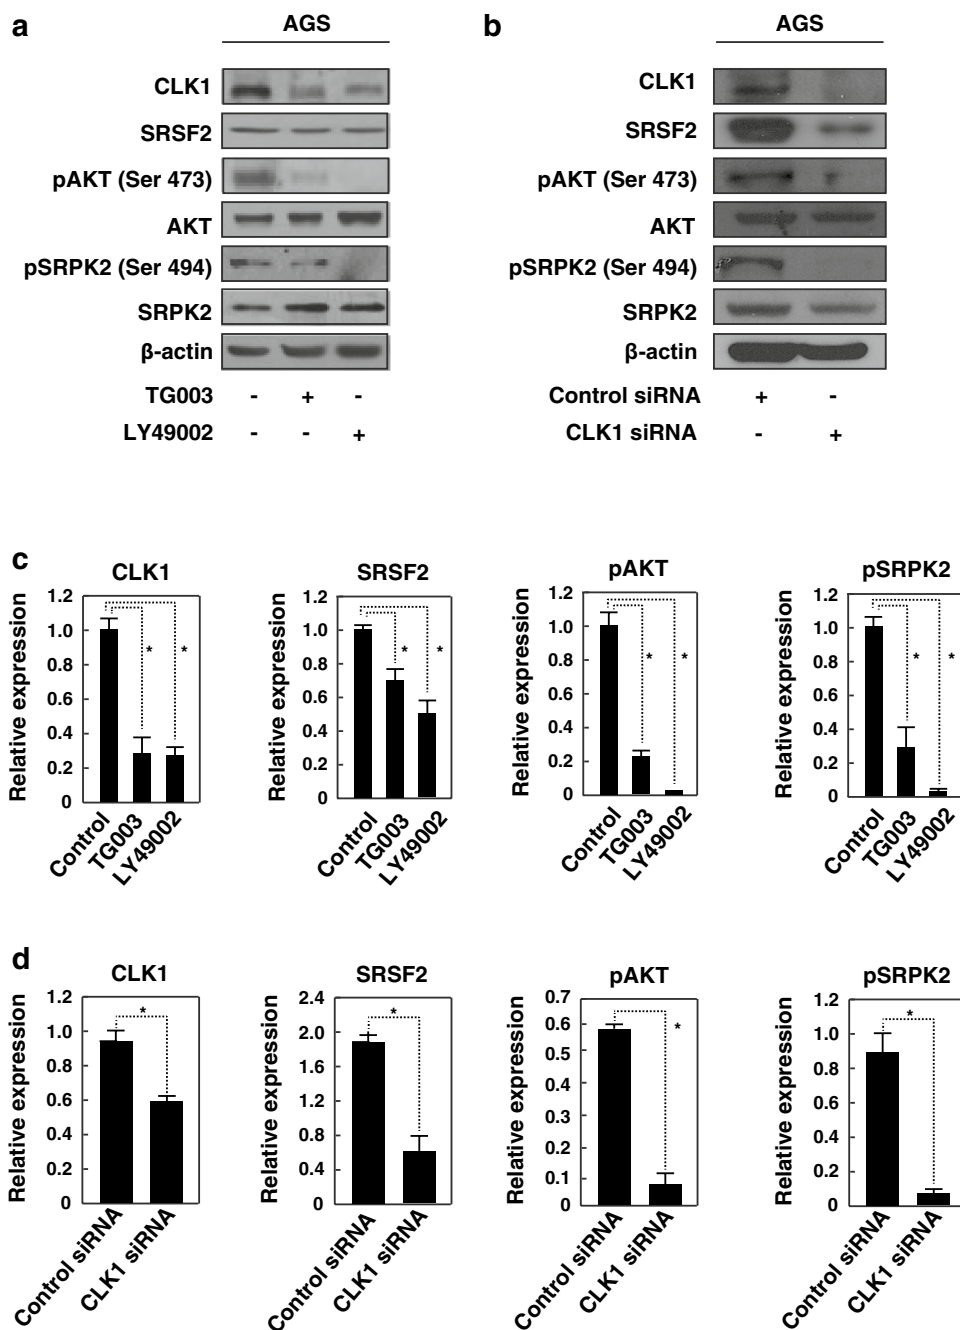 a
AGS
CLK1
SRSF2
pAKT (Ser 473)
AKT
pSRPK2 (Ser 494)
SRPK2
β-actin
TG003 - + -
LY49002 - - +
b
AGS
CLK1
SRSF2
pAKT (Ser 473)
AKT
pSRPK2 (Ser 494)
SRPK2
β-actin
Control siRNA + -
CLK1 siRNA - +
c
CLK1
Relative expression
1.2
1.0
0.8
0.6
0.4
0.2
0
* *
Control
TG003
LY49002
SRSF2
Relative expression
1.2
1.0
0.8
0.6
0.4
0.2
0
* *
Control
TG003
LY49002
pAKT
Relative expression
1.2
1.0
0.8
0.6
0.4
0.2
0
* *
Control
TG003
LY49002
pSRPK2
Relative expression
1.2
1.0
0.8
0.6
0.4
0.2
0
* *
Control
TG003
LY49002
d
CLK1
Relative expression
1.2
1.0
0.8
0.6
0.4
0.2
0
*
Control siRNA
CLK1 siRNA
SRSF2
Relative expression
2.4
2.0
1.6
1.2
0.8
0.4
0
*
Control siRNA
CLK1 siRNA
pAKT
Relative expression
0.7
0.6
0.5
0.4
0.3
0.2
0.1
0
*
Control siRNA
CLK1 siRNA
pSRPK2
Relative expression
1.2
1.0
0.8
0.6
0.4
0.2
0
*
Control siRNA
CLK1 siRNA